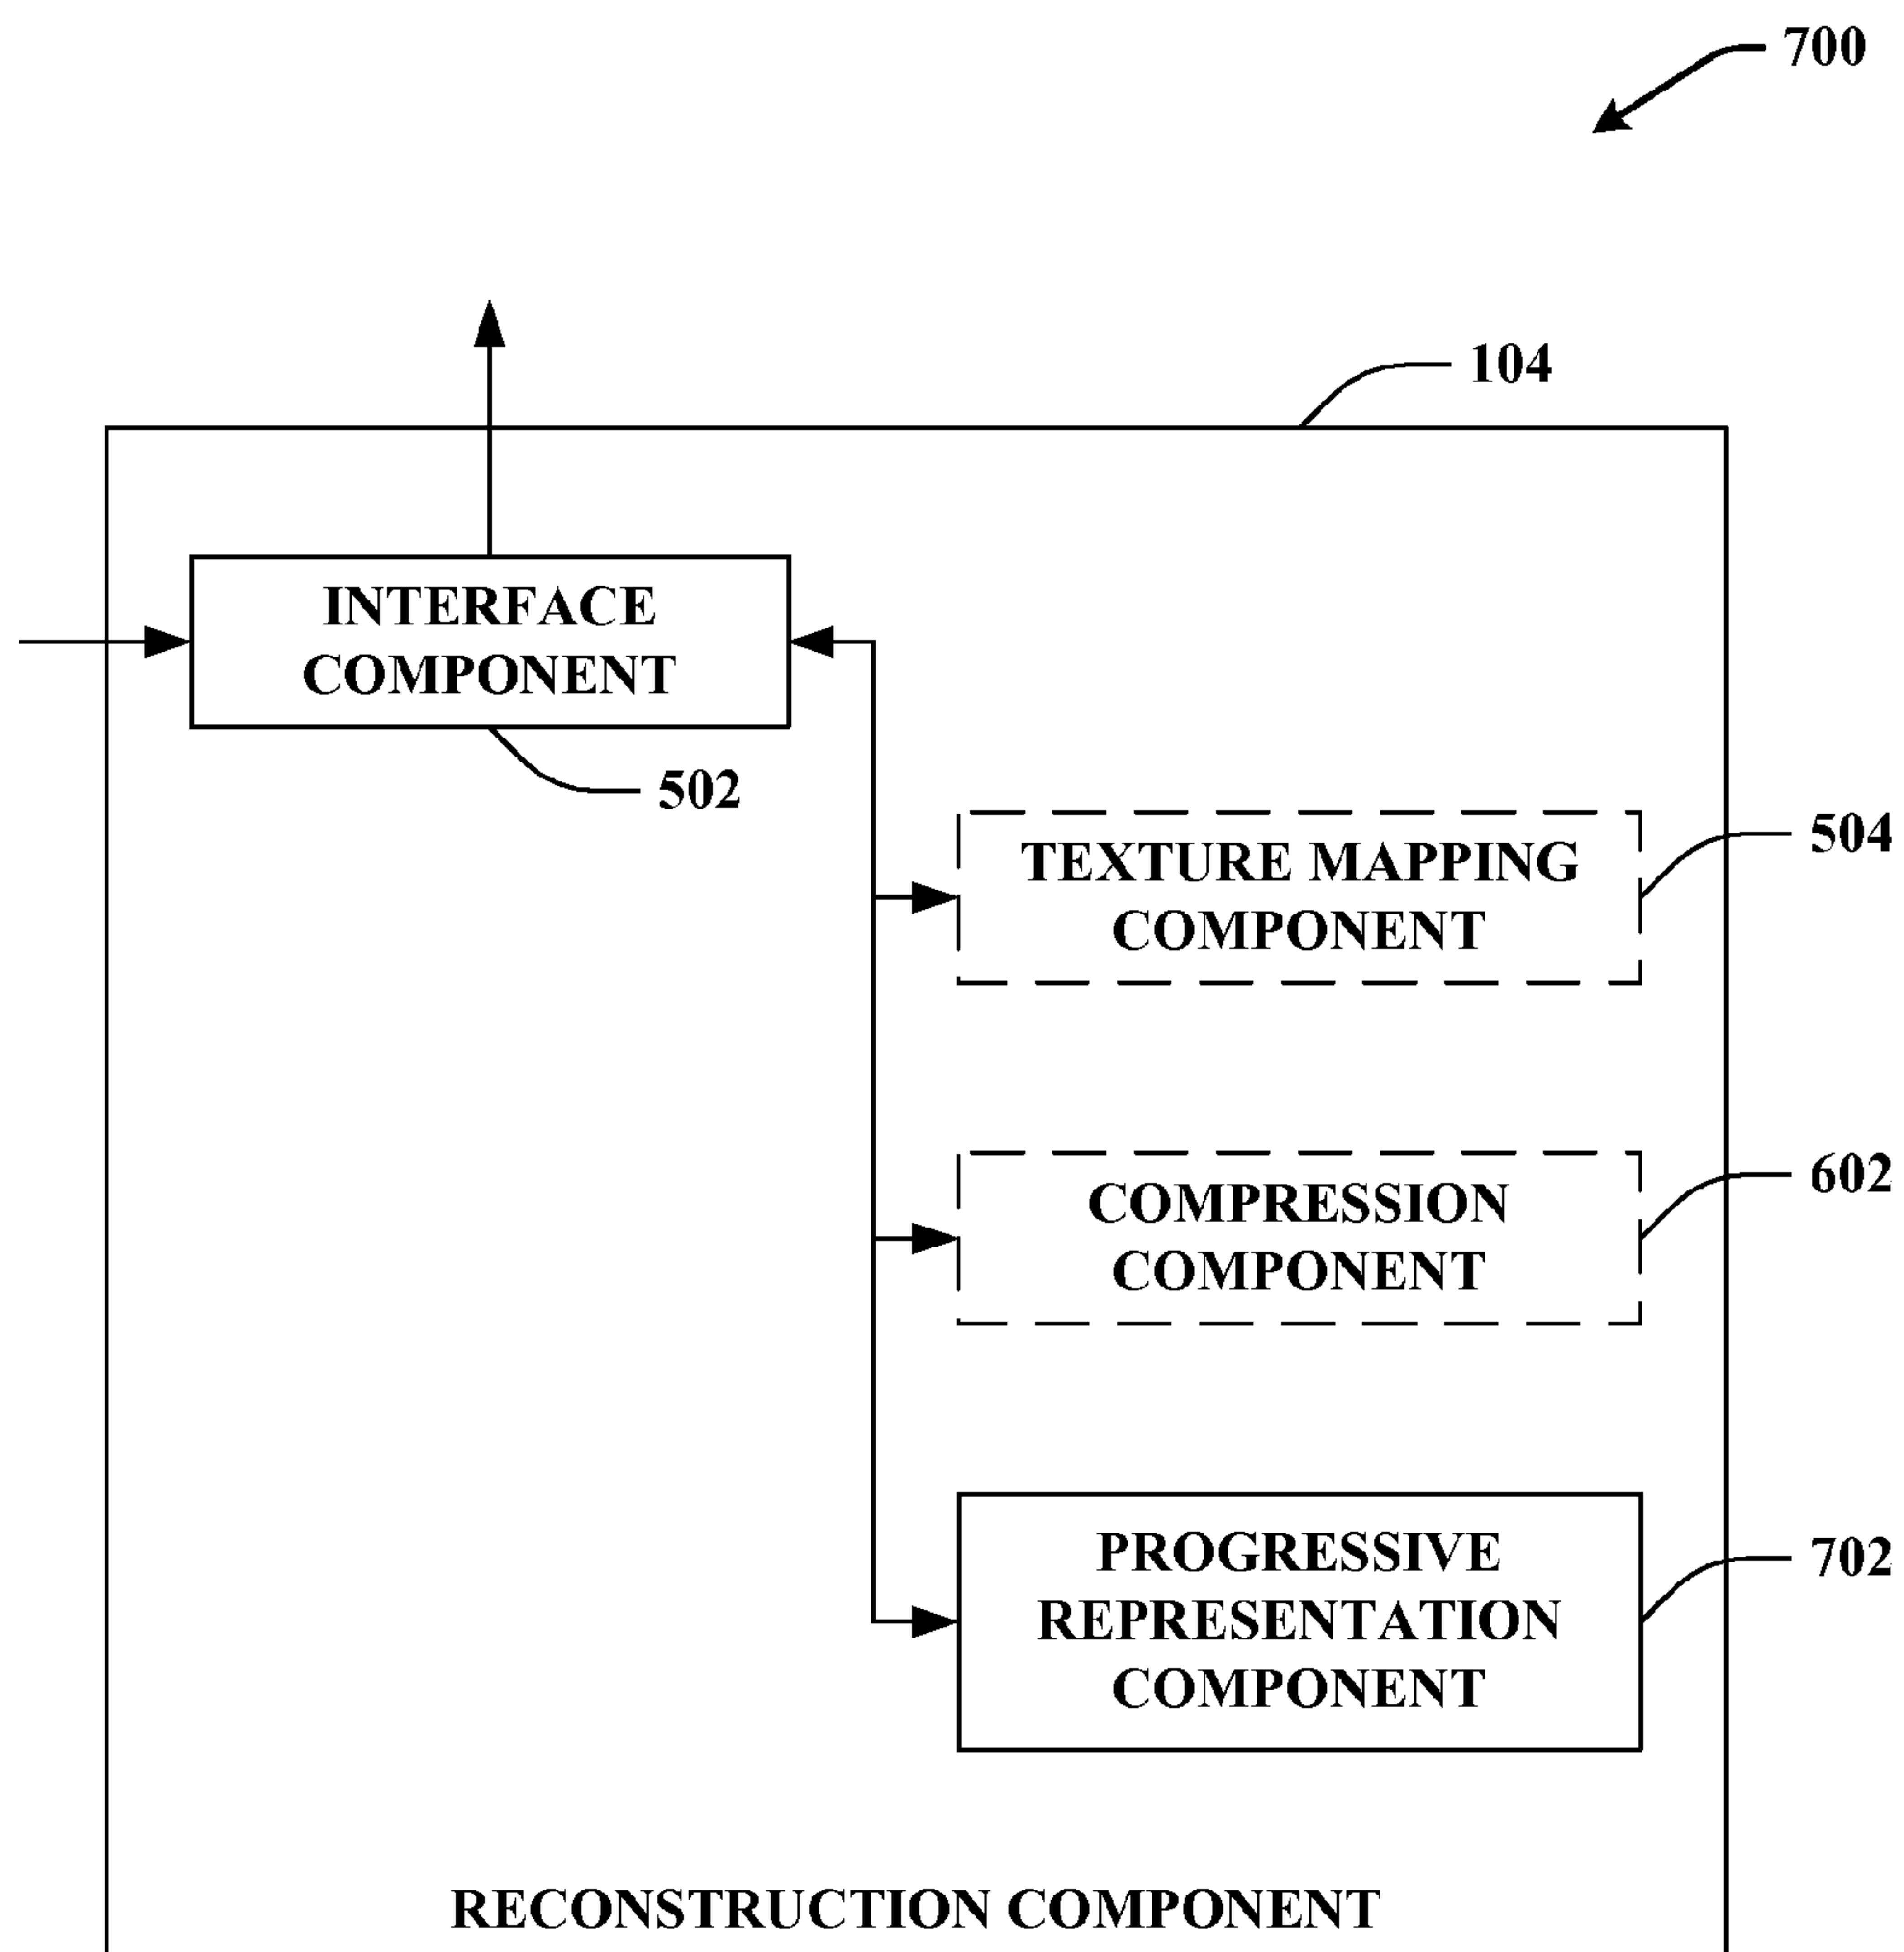 700
104
INTERFACE
COMPONENT
502
TEXTURE MAPPING
COMPONENT
504
COMPRESSION
COMPONENT
602
PROGRESSIVE
REPRESENTATION
COMPONENT
702
RECONSTRUCTION COMPONENT